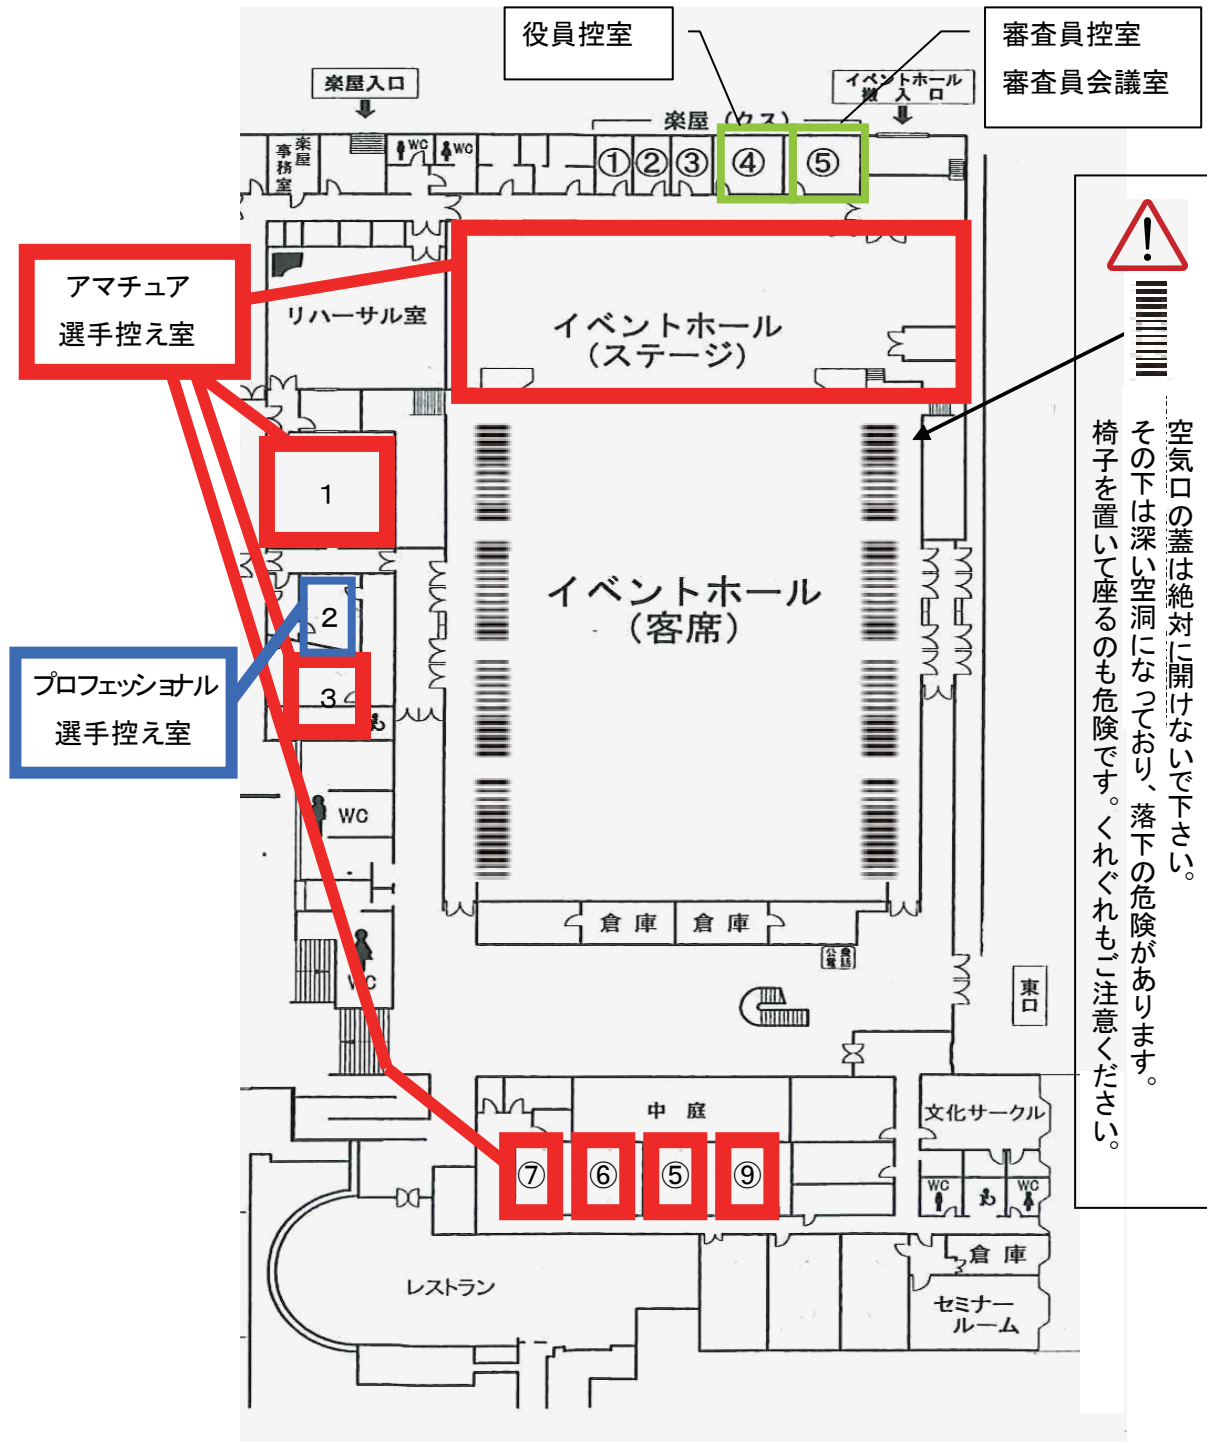 役員控室
審査員控室
審査員会議室
楽屋入口
イベントホール
搬入口
楽屋(クス)
楽屋
事務室
WC
WC
①
②
③
④
⑤
アマチュア
選手控え室
リハーサル室
イベントホール
(ステージ)
1
イベントホール
(客席)
2
プロフェッショナル
選手控え室
3
WC
WC
倉庫
倉庫
公衆
電話
東口
空気口の蓋は絶対に開けないで下さい。
その下は深い空洞になっており、落下の危険があります。
椅子を置いて座るのも危険です。くれぐれもご注意ください。
中庭
文化サークル
⑦
⑥
⑤
⑨
WC
WC
倉庫
レストラン
セミナー
ルーム